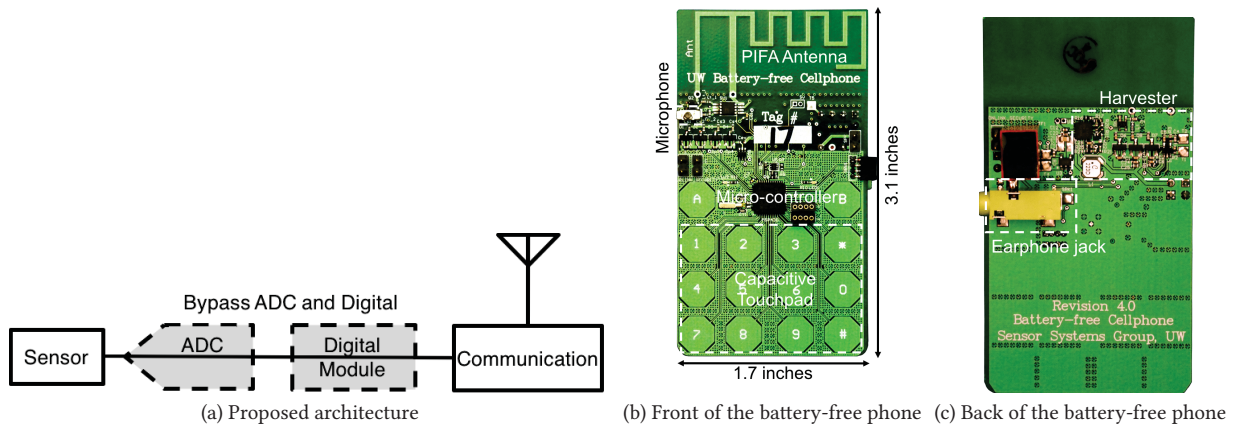 Bypass ADC and Digital
Sensor
ADC
Digital
Module
Communication
(a) Proposed architecture
Microphone
Ant
PIFA Antenna
UW Battery-free Cellphone
Tag #
17
Micro-controller
A
B
1 2 3 *
Capacitive
Touchpad
4 5 6 0
7 8 9 #
3.1 inches
1.7 inches
(b) Front of the battery-free phone
Harvester
Earphone jack
Revision 4.0
Battery-free Cellphone
Sensor Systems Group, UW
(c) Back of the battery-free phone